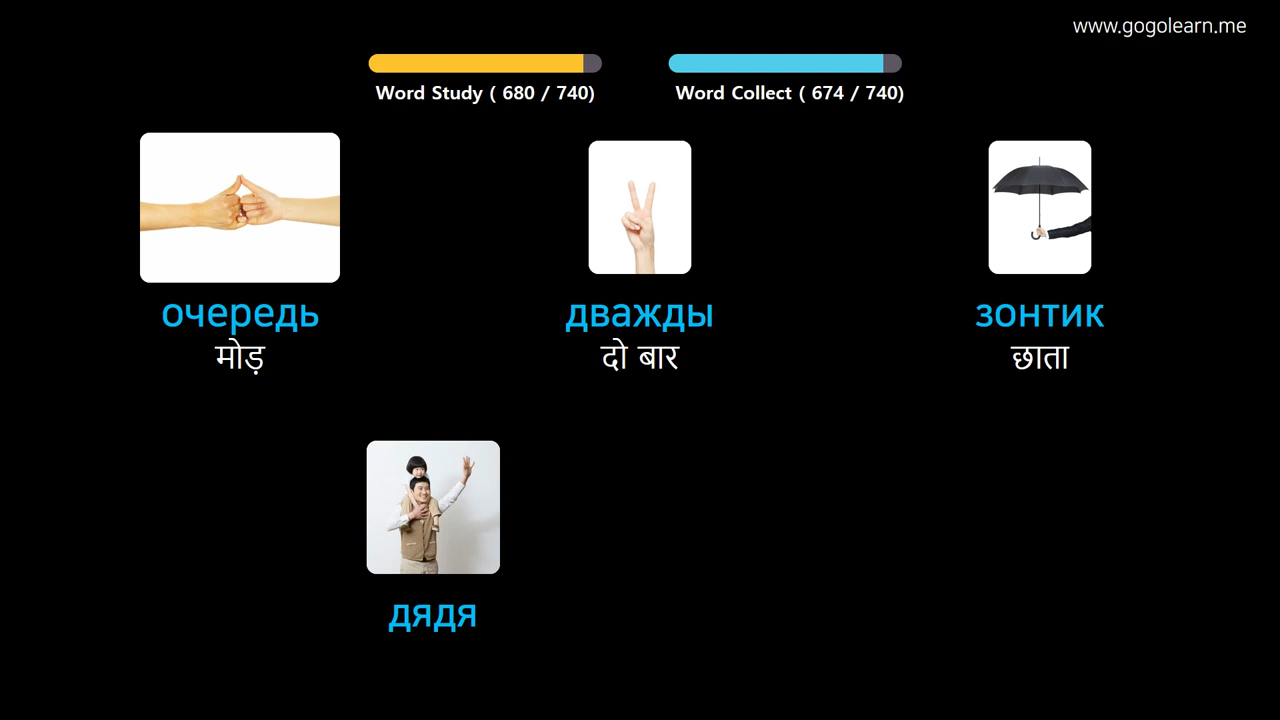 www.gogolearn.me
Word Study ( 680 / 740)
Word Collect ( 674 / 740)
очередь
дважды
зонтик
मोड़
दो बार
छाता
дядя